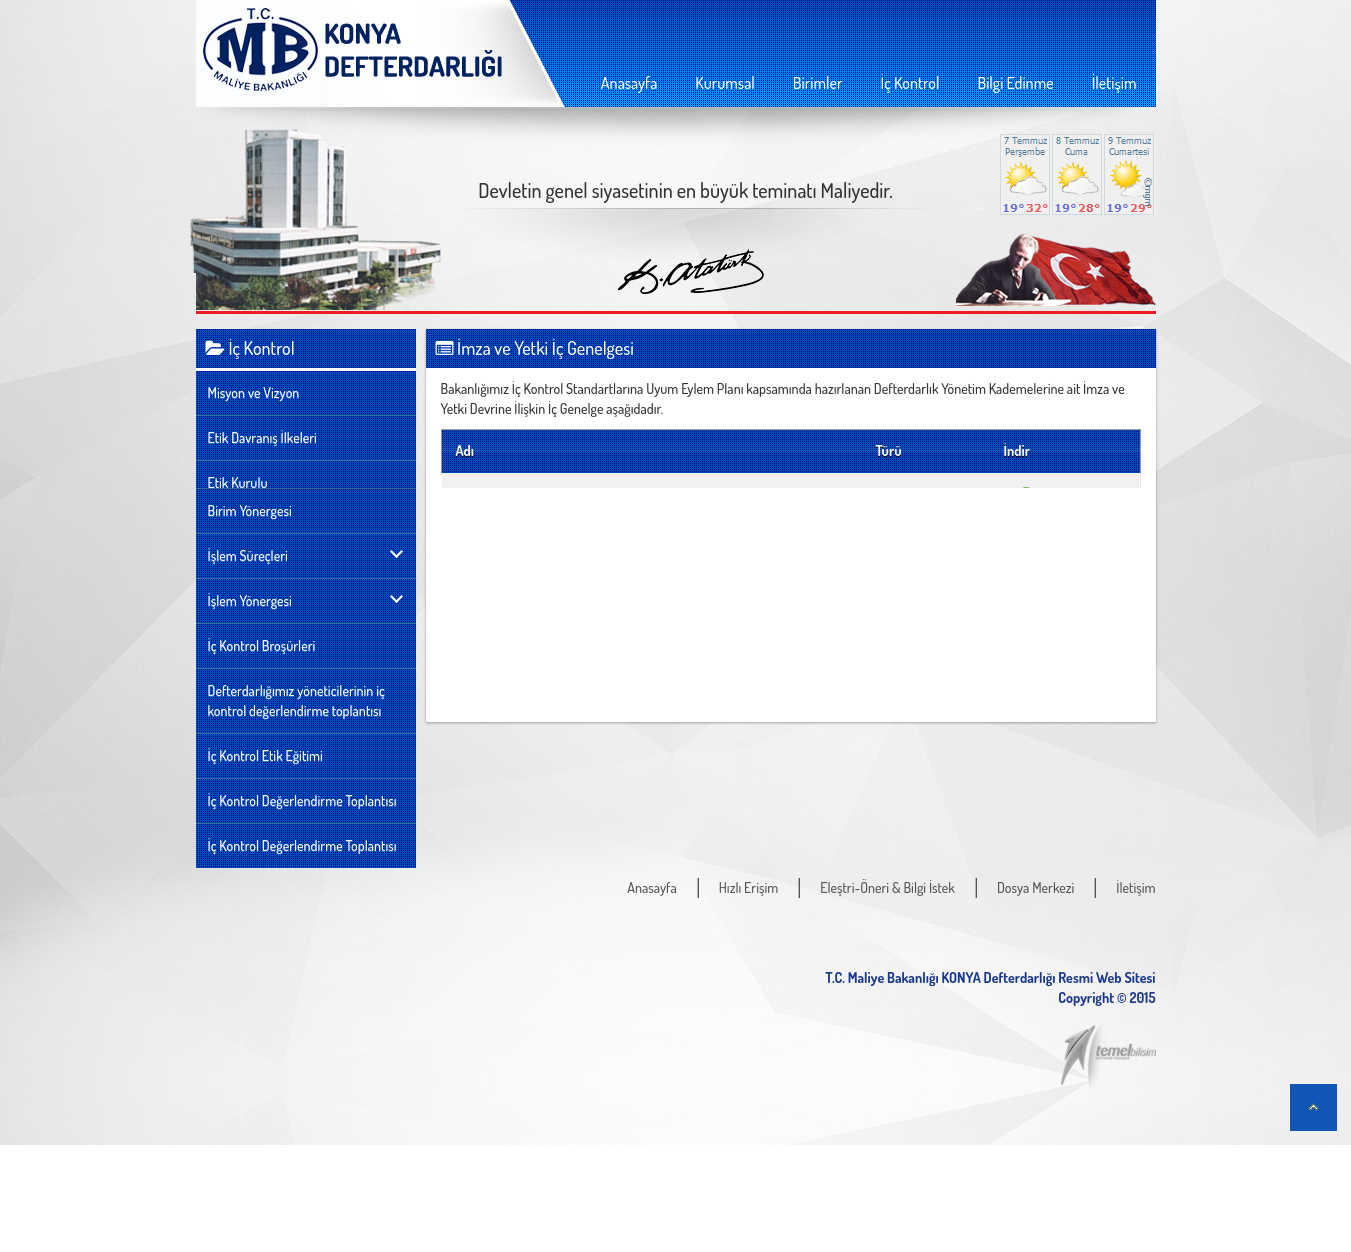 T.C.
MB
MALİYE BAKANLIĞI
KONYA
DEFTERDARLIĞI
Anasayfa
Kurumsal
Birimler
İç Kontrol
Bilgi Edinme
İletişim
7 Temmuz
Perşembe
8 Temmuz
Cuma
9 Temmuz
Cumartesi
19° 32°
19° 28°
19° 29°
©mgm
Devletin genel siyasetinin en büyük teminatı Maliyedir.
K. Atatürk
İç Kontrol
Misyon ve Vizyon
Etik Davranış İlkeleri
Etik Kurulu
Birim Yönergesi
İşlem Süreçleri
İşlem Yönergesi
İç Kontrol Broşürleri
Defterdarlığımız yöneticilerinin iç
kontrol değerlendirme toplantısı
İç Kontrol Etik Eğitimi
İç Kontrol Değerlendirme Toplantısı
İç Kontrol Değerlendirme Toplantısı
İmza ve Yetki İç Genelgesi
Bakanlığımız İç Kontrol Standartlarına Uyum Eylem Planı kapsamında hazırlanan Defterdarlık Yönetim Kademelerine ait İmza ve
Yetki Devrine İlişkin İç Genelge aşağıdadır.
Adı Türü İndir
Anasayfa
Hızlı Erişim
Eleştri-Öneri & Bilgi İstek
Dosya Merkezi
İletişim
T.C. Maliye Bakanlığı KONYA Defterdarlığı Resmi Web Sitesi
Copyright © 2015
temelbilisim